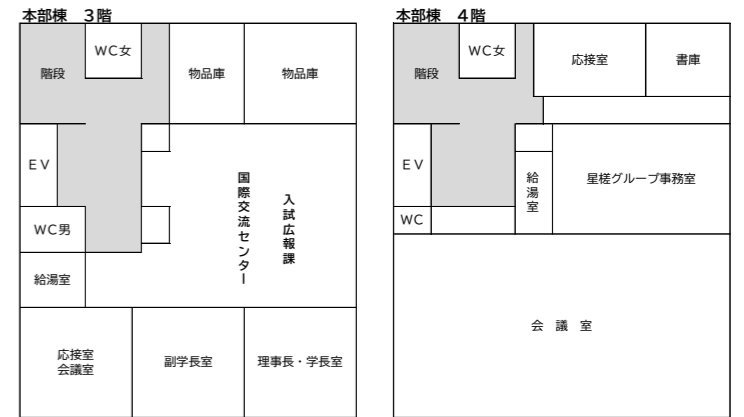 本部棟　３階
ＷＣ女
階段
物品庫
物品庫
ＥＶ
国際交流センター
入試広報課
ＷＣ男
給湯室
応接室
会議室
副学長室
理事長・学長室
本部棟　４階
ＷＣ女
階段
応接室
書庫
ＥＶ
給湯室
星槎グループ事務室
ＷＣ
会　議　室